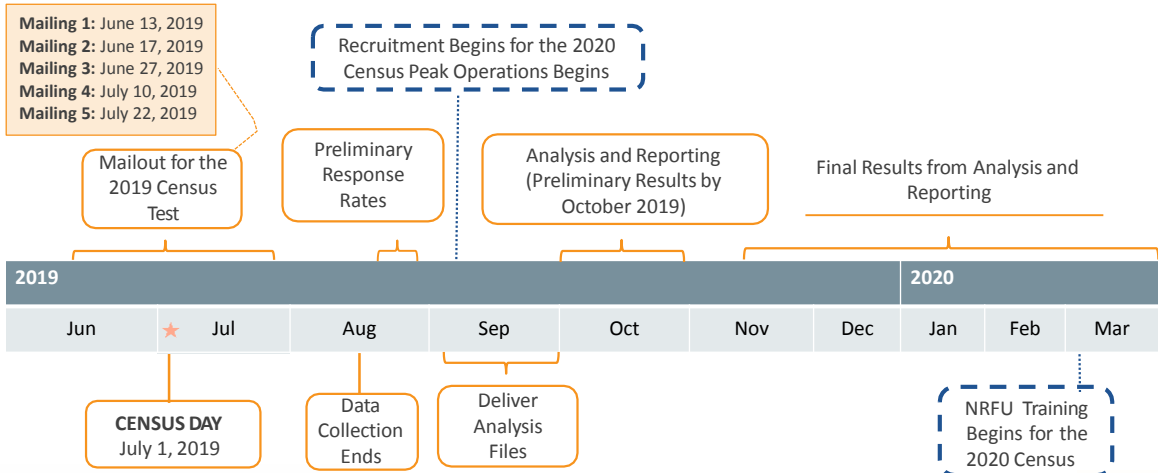 Mailing 1: June 13, 2019
Mailing 2: June 17, 2019
Mailing 3: June 27, 2019
Mailing 4: July 10, 2019
Mailing 5: July 22, 2019
Recruitment Begins for the 2020
Census Peak Operations Begins
Mailout for the
2019 Census
Test
Preliminary
Response
Rates
Analysis and Reporting
(Preliminary Results by
October 2019)
Final Results from Analysis and
Reporting
2019
2020
Jun
Jul
Aug
Sep
Oct
Nov
Dec
Jan
Feb
Mar
CENSUS DAY
July 1, 2019
Data
Collection
Ends
Deliver
Analysis
Files
NRFU Training
Begins for the
2020 Census